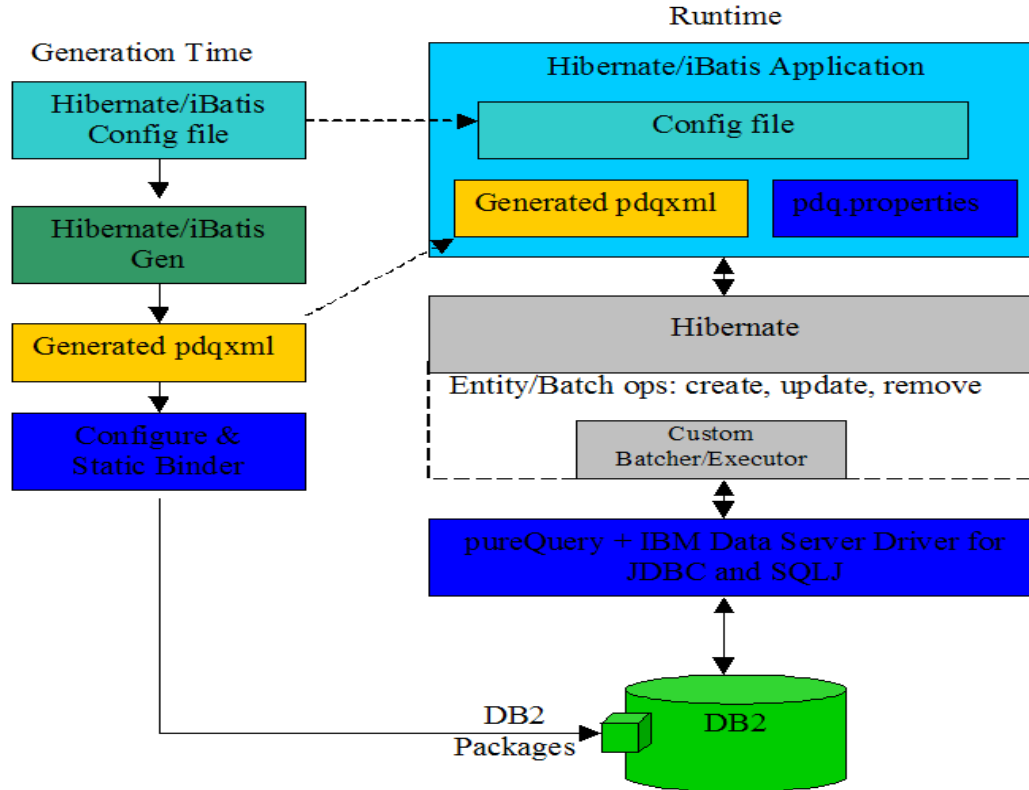 Generation Time
Hibernate/iBatis
Config file
Hibernate/iBatis
Gen
Generated pdqxml
Configure &
Static Binder
Runtime
Hibernate/iBatis Application
Config file
Generated pdqxml
pdq.properties
Hibernate
Entity/Batch ops: create, update, remove
Custom
Batcher/Executor
pureQuery + IBM Data Server Driver for
JDBC and SQLJ
DB2
Packages
DB2